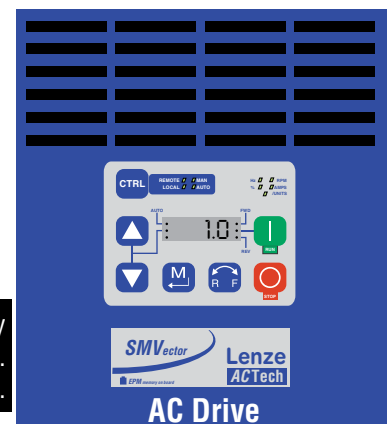 CTRL
REMOTE MAN
LOCAL AUTO
Hz RPM
% AMPS
/UNITS
AUTO
FWD
1.0
REV
RUN
M
R F
STOP
SMVector
EPM memory on board
Lenze
ACTech
AC Drive